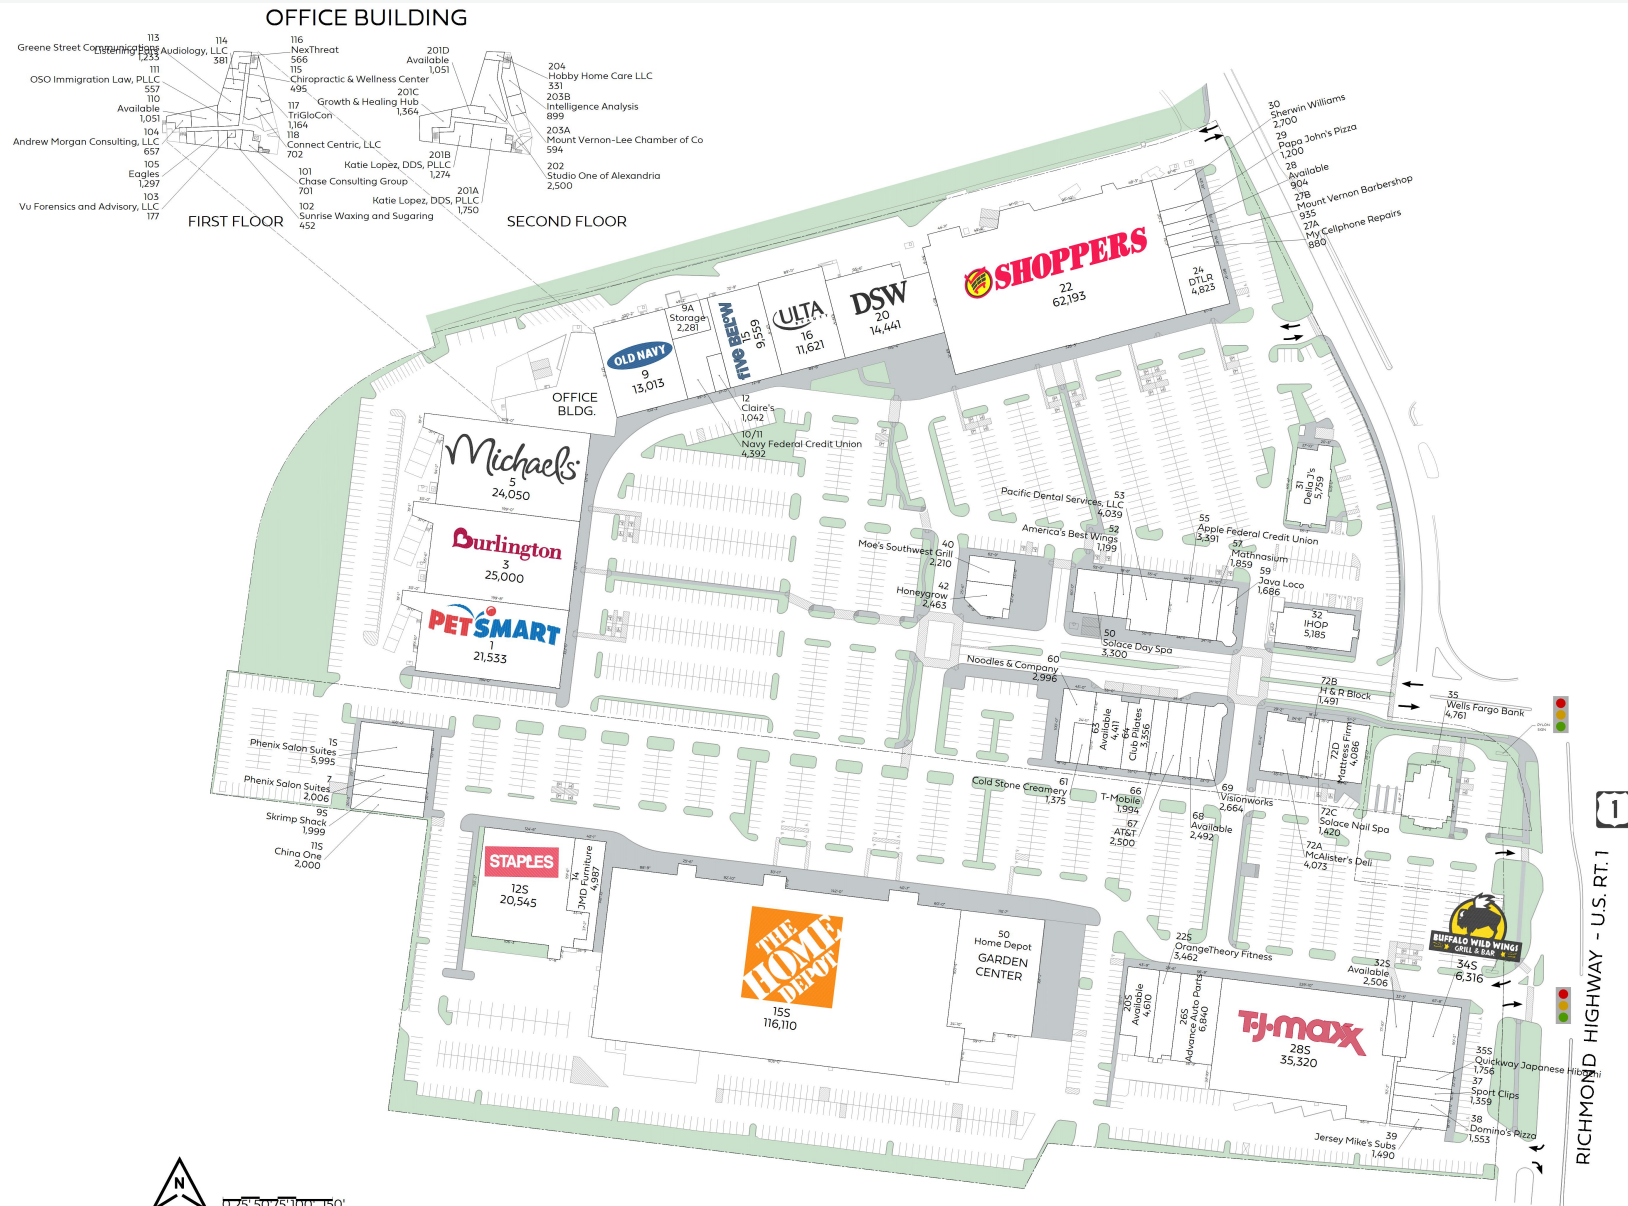 OFFICE BUILDING
113
Greene Street Communications
1,233
114
Listening Ears Audiology, LLC
381
116
NexThreat
566
111
OSO Immigration Law, PLLC
557
115
Chiropractic & Wellness Center
495
110
Available
1,051
117
TriGloCon
1,164
104
Andrew Morgan Consulting, LLC
657
118
Connect Centric, LLC
702
105
Eagles
1,297
101
Chase Consulting Group
701
103
Vu Forensics and Advisory, LLC
177
102
Sunrise Waxing and Sugaring
452
FIRST FLOOR
201D
Available
1,051
204
Hobby Home Care LLC
331
201C
Growth & Healing Hub
1,364
203B
Intelligence Analysis
899
203A
Mount Vernon-Lee Chamber of Co
594
201B
Katie Lopez, DDS, PLLC
1,274
202
Studio One of Alexandria
2,500
201A
Katie Lopez, DDS, PLLC
1,750
SECOND FLOOR
30
Sherwin Williams
2,700
29
Papa John's Pizza
1,200
28
Available
904
27B
Mount Vernon Barbershop
935
27A
My Cellphone Repairs
880
24
DTLR
4,823
SHOPPERS
22
62,193
DSW
20
14,441
ULTA
BEAUTY
16
11,621
five BELOW
15
9,559
9A
Storage
2,281
OLD NAVY
9
13,013
12
Claire's
1,042
10/11
Navy Federal Credit Union
4,392
OFFICE
BLDG.
Michaels
5
24,050
Burlington
3
25,000
PETSMART
1
21,533
31
Della J's
5,759
53
Pacific Dental Services, LLC
4,039
52
America's Best Wings
1,199
55
Apple Federal Credit Union
3,391
57
Mathnasium
1,859
59
Java Loco
1,686
40
Moe's Southwest Grill
2,210
42
Honeygrow
2,463
32
IHOP
5,185
50
Solace Day Spa
3,300
60
Noodles & Company
2,996
63
Available
4,411
64
Club Pilates
3,356
61
Cold Stone Creamery
1,375
66
T-Mobile
1,994
67
AT&T
2,500
68
Available
2,492
69
Visionworks
2,664
72B
H & R Block
1,491
72D
Mattress Firm
4,086
72C
Solace Nail Spa
1,420
72A
McAlister's Deli
4,073
35
Wells Fargo Bank
4,761
1S
Phenix Salon Suites
5,995
7
Phenix Salon Suites
2,006
9S
Skrimp Shack
1,999
11S
China One
2,000
STAPLES
12S
20,545
14
JMD Furniture
4,987
THE
HOME
DEPOT
15S
116,110
50
Home Depot
GARDEN
CENTER
22S
OrangeTheory Fitness
3,462
20S
Available
4,610
26S
Advance Auto Parts
6,840
T·J·maxx
28S
35,320
32S
Available
2,506
BUFFALO WILD WINGS
GRILL & BAR
34S
6,316
35S
Quickway Japanese Hibachi
1,756
37
Sport Clips
1,359
38
Domino's Pizza
1,553
39
Jersey Mike's Subs
1,490
1
RICHMOND HIGHWAY - U.S. RT. 1
N
0 25' 50' 75' 100' 150'